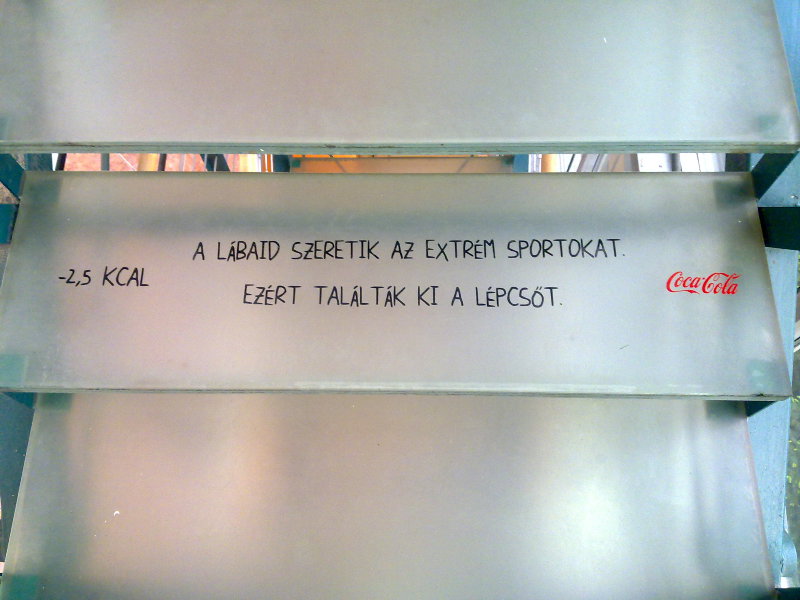 A LÁBAID SZERETIK AZ EXTRÉM SPORTOKAT.
-2,5 KCAL
EZÉRT TALÁLTÁK KI A LÉPCSŐT.
Coca-Cola